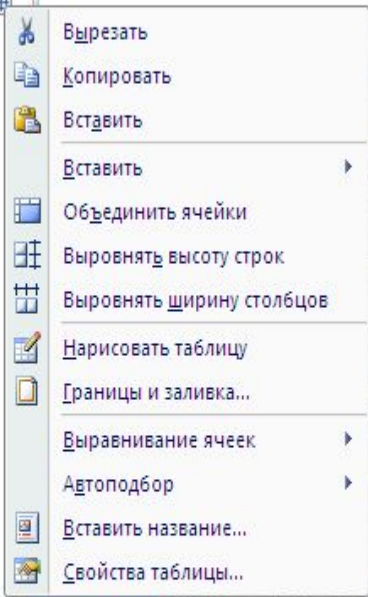 Вырезать
Копировать
Вставить
Вставить
Объединить ячейки
Выровнять высоту строк
Выровнять ширину столбцов
Нарисовать таблицу
Границы и заливка...
Выравнивание ячеек
Автоподбор
Вставить название...
Свойства таблицы...